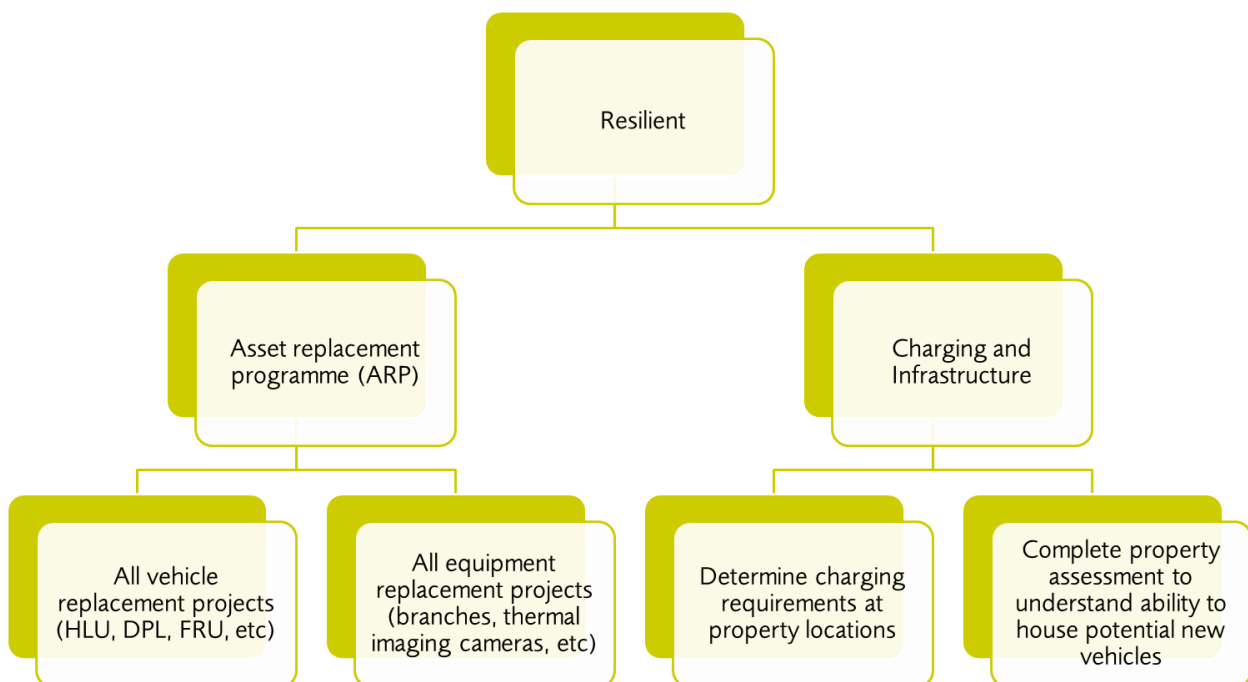 Resilient
Asset replacement
programme (ARP)
Charging and
Infrastructure
All vehicle
replacement projects
(HLU, DPL, FRU, etc)
All equipment
replacement projects
(branches, thermal
imaging cameras, etc)
Determine charging
requirements at
property locations
Complete property
assessment to
understand ability to
house potential new
vehicles